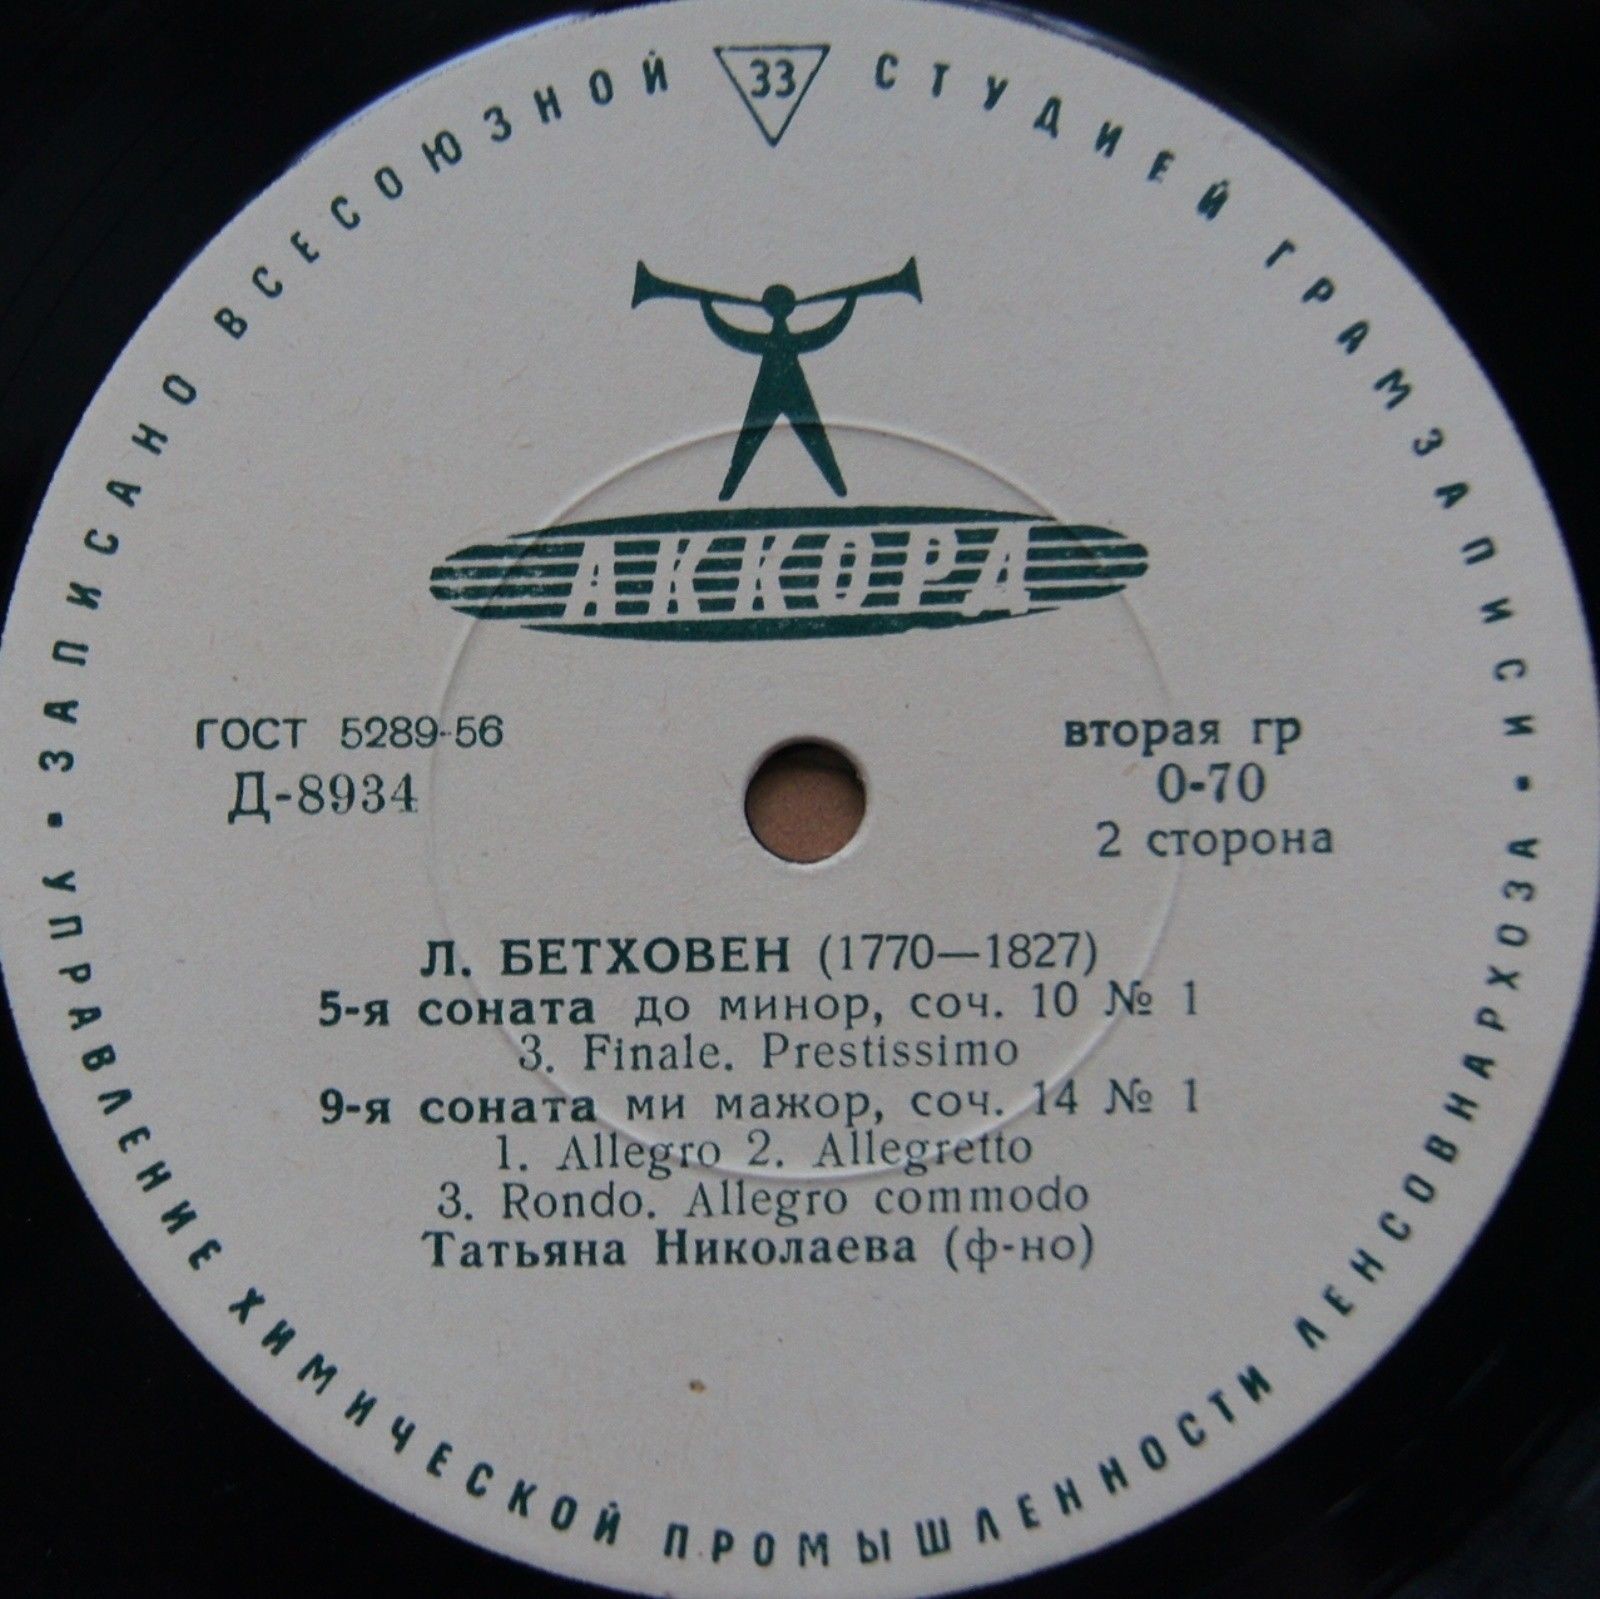 ЗАПИСАНО ВСЕСОЮЗНОЙ СТУДИЕЙ ГРАМЗАПИСИ
33
АККОРД
ГОСТ 5289-56
Д-8934
вторая гр
0-70
2 сторона
Л. БЕТХОВЕН (1770—1827)
5-я соната до минор, соч. 10 № 1
3. Finale. Prestissimo
9-я соната ми мажор, соч. 14 № 1
1. Allegro 2. Allegretto
3. Rondo. Allegro commodo
Татьяна Николаева (ф-но)
• УПРАВЛЕНИЕ ХИМИЧЕСКОЙ ПРОМЫШЛЕННОСТИ ЛЕНСОВНАРХОЗА •